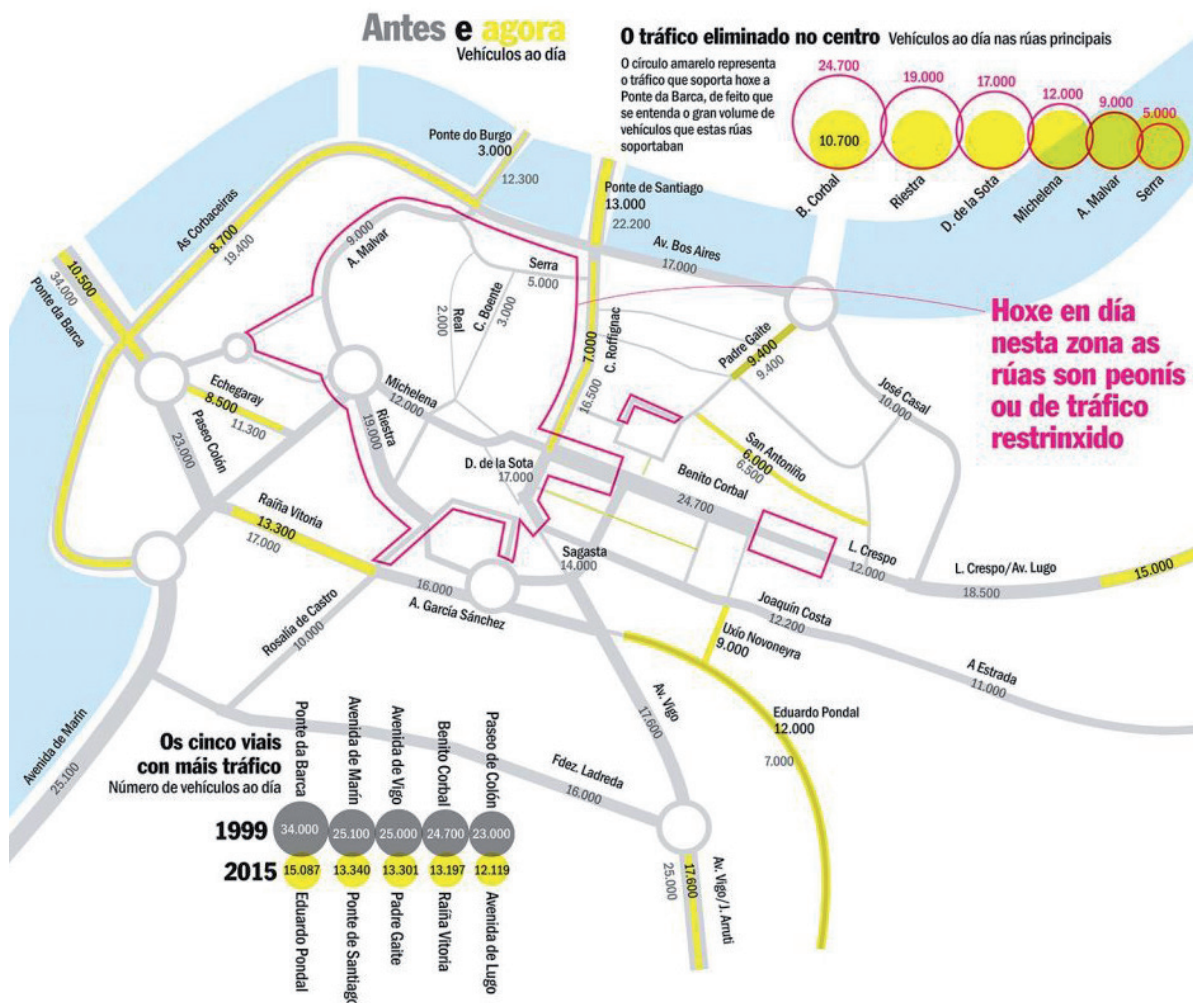 Antes e agora
Vehículos ao día
O tráfico eliminado no centro Vehículos ao día nas rúas principais
O círculo amarelo representa
o tráfico que soporta hoxe a
Ponte da Barca, de feito que
se entenda o gran volume de
vehículos que estas rúas
soportaban
24.700
19.000
17.000
12.000
9.000
5.000
10.700
B. Corbal
Riestra
D. de la Sota
Michelena
A. Malvar
Serra
Ponte do Burgo
3.000
12.300
Ponte de Santiago
13.000
22.200
Av. Bos Aires
17.000
As Corbaceiras
8.700
19.400
9.000
A. Malvar
Serra
5.000
10.500
34.000
Ponte da Barca
Real
2.000
C. Boente
3.000
7.000
C. Roffignac
16.500
Padre Gaite
9.400
9.400
José Casal
10.000
Hoxe en día
nesta zona as
rúas son peonís
ou de tráfico
restrinxido
Echegaray
8.500
11.300
Paseo Colón
23.000
Michelena
12.000
Riestra
19.000
San Antoniño
6.000
6.500
D. de la Sota
17.000
Benito Corbal
24.700
Raíña Vitoria
13.300
17.000
Sagasta
14.000
L. Crespo
12.000
L. Crespo/Av. Lugo
18.500
15.000
16.000
A. García Sánchez
Rosalía de Castro
10.000
Joaquín Costa
12.200
Uxío Novoneyra
9.000
A Estrada
11.000
Avenida de Marín
25.100
Av. Vigo
17.600
Eduardo Pondal
12.000
7.000
Fdez. Ladreda
16.000
17.600
25.000
Av. Vigo/J. Arruti
Os cinco viais
con máis tráfico
Número de vehículos ao día
Ponte da Barca
Avenida de Marín
Avenida de Vigo
Benito Corbal
Paseo de Colón
1999
34.000
25.100
25.000
24.700
23.000
2015
15.087
13.340
13.301
13.197
12.119
Eduardo Pondal
Ponte de Santiago
Padre Gaite
Raíña Vitoria
Avenida de Lugo